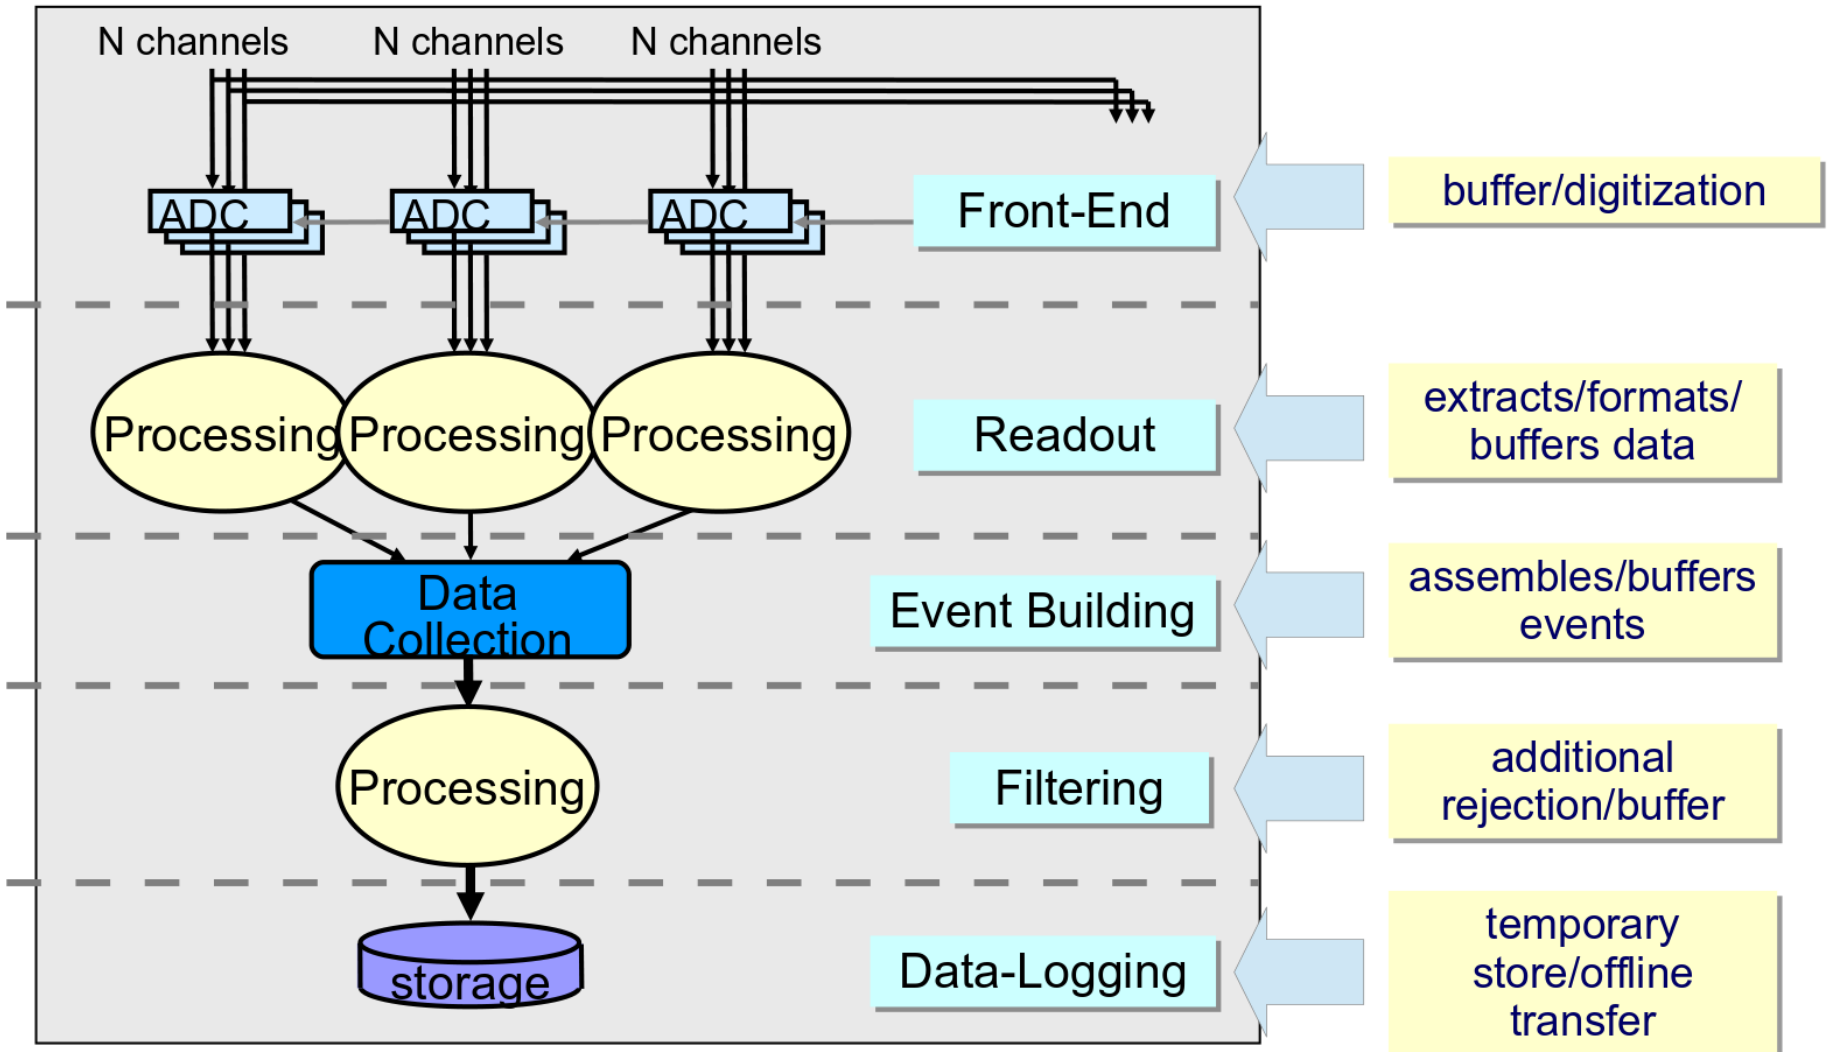 N channels N channels N channels
ADC ADC ADC
Front-End
buffer/digitization
Processing Processing Processing
Readout
extracts/formats/
buffers data
Data
Collection
Event Building
assembles/buffers
events
Processing
Filtering
additional
rejection/buffer
storage
Data-Logging
temporary
store/offline
transfer